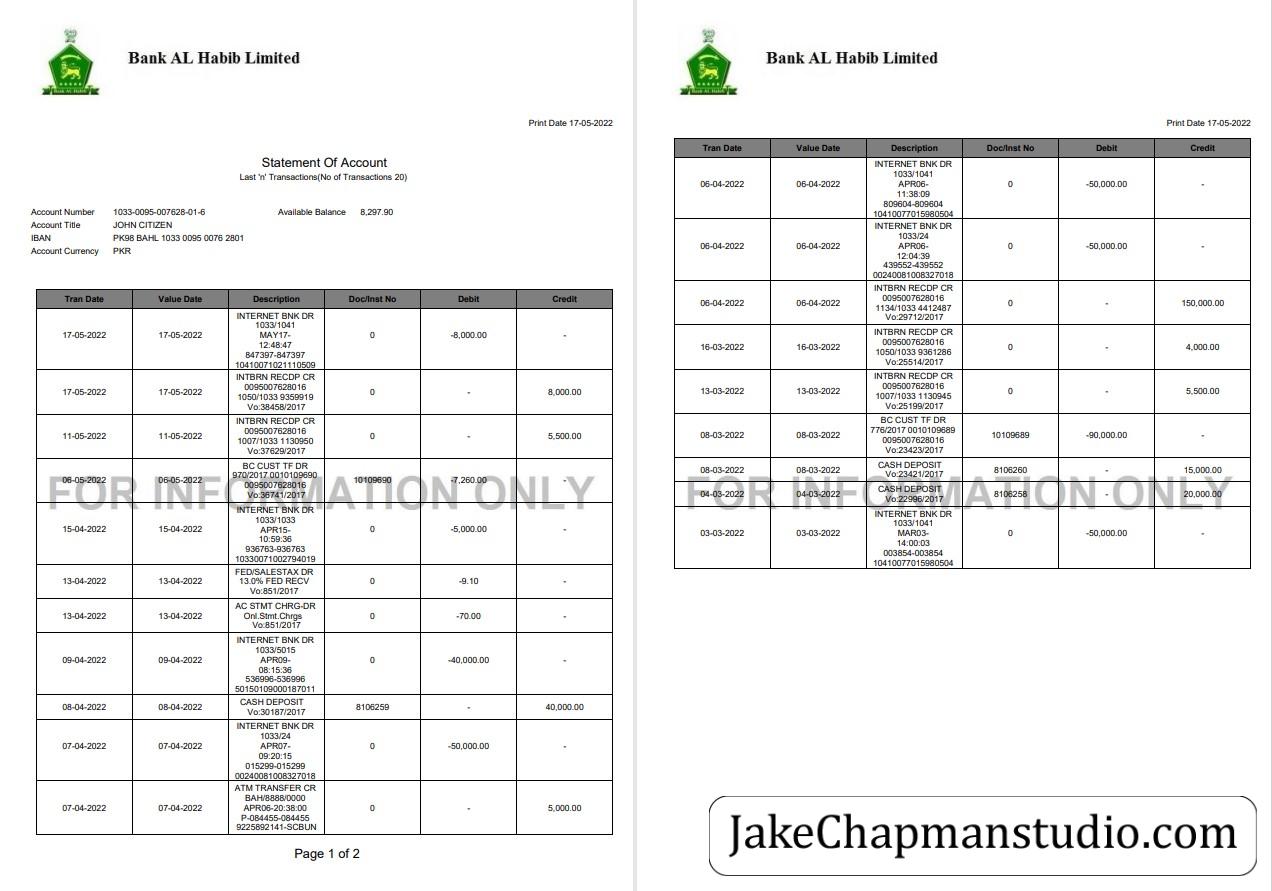 Bank AL Habib Limited
Bank Al Habib
Print Date 17-05-2022
Statement Of Account
Last 'n' Transactions(No of Transactions 20)
Account Number 1033-0095-007628-01-6 Available Balance 8,297.90
Account Title JOHN CITIZEN
IBAN PK98 BAHL 1033 0095 0076 2801
Account Currency PKR
Tran Date Value Date Description Doc/Inst No Debit Credit
INTERNET BNK DR
1033/1041
MAY17-
17-05-2022 17-05-2022 0 -8,000.00 -
12:48:47
847397-847397
10410071021110509
INTBRN RECDP CR
0095007628016
17-05-2022 17-05-2022 0 - 8,000.00
1050/1033 9359919
Vo:38458/2017
INTBRN RECDP CR
0095007628016
11-05-2022 11-05-2022 0 - 5,500.00
1007/1033 1130950
Vo:37629/2017
BC CUST TF DR
970/2017 0010109690
06-05-2022 06-05-2022 10109690 -7,260.00 -
0095007628016
Vo:36741/2017
FOR INFORMATION ONLY
INTERNET BNK DR
1033/1033
APR15-
15-04-2022 15-04-2022 0 -5,000.00 -
10:59:36
936763-936763
10330071002794019
FED/SALESTAX DR
13-04-2022 13-04-2022 13.0% FED RECV 0 -9.10 -
Vo:851/2017
AC STMT CHRG-DR
13-04-2022 13-04-2022 Onl.Stmt.Chrgs 0 -70.00 -
Vo:851/2017
INTERNET BNK DR
1033/5015
09-04-2022 09-04-2022 APR09- 0 -40,000.00 -
08:15:36
536996-536996
50150109000187011
CASH DEPOSIT
08-04-2022 08-04-2022 8106259 - 40,000.00
Vo:30187/2017
INTERNET BNK DR
1033/24
07-04-2022 07-04-2022 APR07- 0 -50,000.00 -
09:20:15
015299-015299
00240081008327018
ATM TRANSFER CR
BAH/8888/0000
07-04-2022 07-04-2022 APR06-20:38:00 0 - 5,000.00
P-084455-084455
9225892141-SCBUN
Page 1 of 2
Bank AL Habib Limited
Bank Al Habib
Print Date 17-05-2022
Tran Date Value Date Description Doc/Inst No Debit Credit
INTERNET BNK DR
1033/1041
06-04-2022 06-04-2022 APR06- 0 -50,000.00 -
11:38:09
809604-809604
10410077015980504
INTERNET BNK DR
1033/24
06-04-2022 06-04-2022 APR06- 0 -50,000.00 -
12:04:39
439552-439552
00240081008327018
INTBRN RECDP CR
0095007628016
06-04-2022 06-04-2022 0 - 150,000.00
1134/1033 4412487
Vo:29712/2017
INTBRN RECDP CR
0095007628016
16-03-2022 16-03-2022 0 - 4,000.00
1050/1033 9361286
Vo:25514/2017
INTBRN RECDP CR
0095007628016
13-03-2022 13-03-2022 0 - 5,500.00
1007/1033 1130945
Vo:25199/2017
BC CUST TF DR
776/2017 0010109689
08-03-2022 08-03-2022 10109689 -90,000.00 -
0095007628016
Vo:23423/2017
CASH DEPOSIT
08-03-2022 08-03-2022 8106260 - 15,000.00
Vo:23421/2017
CASH DEPOSIT
04-03-2022 04-03-2022 8106258 - 20,000.00
Vo:22996/2017
FOR INFORMATION ONLY
INTERNET BNK DR
1033/1041
03-03-2022 03-03-2022 MAR03- 0 -50,000.00 -
14:00:03
003854-003854
10410077015980504
JakeChapmanstudio.com